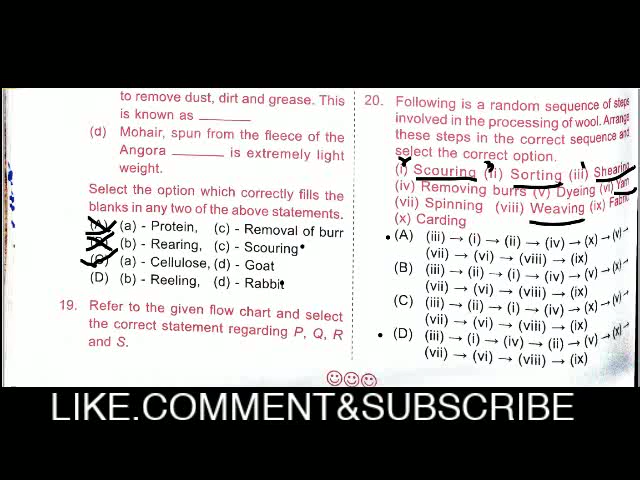 to remove dust, dirt and grease. This
is known as ________
(d) Mohair, spun from the fleece of the
Angora ________ is extremely light
weight.
Select the option which correctly fills the
blanks in any two of the above statements.
(A) (a) - Protein, (c) - Removal of burr
(b) - Rearing, (c) - Scouring
(C) (a) - Cellulose, (d) - Goat
(D) (b) - Reeling, (d) - Rabbit
19. Refer to the given flow chart and select
the correct statement regarding P, Q, R
and S.
20. Following is a random sequence of steps
involved in the processing of wool. Arrange
these steps in the correct sequence and
select the correct option.
(i) Scouring (ii) Sorting (iii) Shearing
(iv) Removing burrs (v) Dyeing (vi) Yarn
(vii) Spinning (viii) Weaving (ix) Fabric
(x) Carding
(A) (iii) → (i) → (ii) → (iv) → (x) → (v) →
(vii) → (vi) → (viii) → (ix)
(B) (iii) → (ii) → (i) → (iv) → (x) → (v) →
(vii) → (vi) → (viii) → (ix)
(C) (iii) → (ii) → (i) → (iv) → (x) → (v) →
(vii) → (vi) → (viii) → (ix)
(D) (iii) → (i) → (iv) → (ii) → (v) → (x) →
(vii) → (vi) → (viii) → (ix)
LIKE.COMMENT&SUBSCRIBE